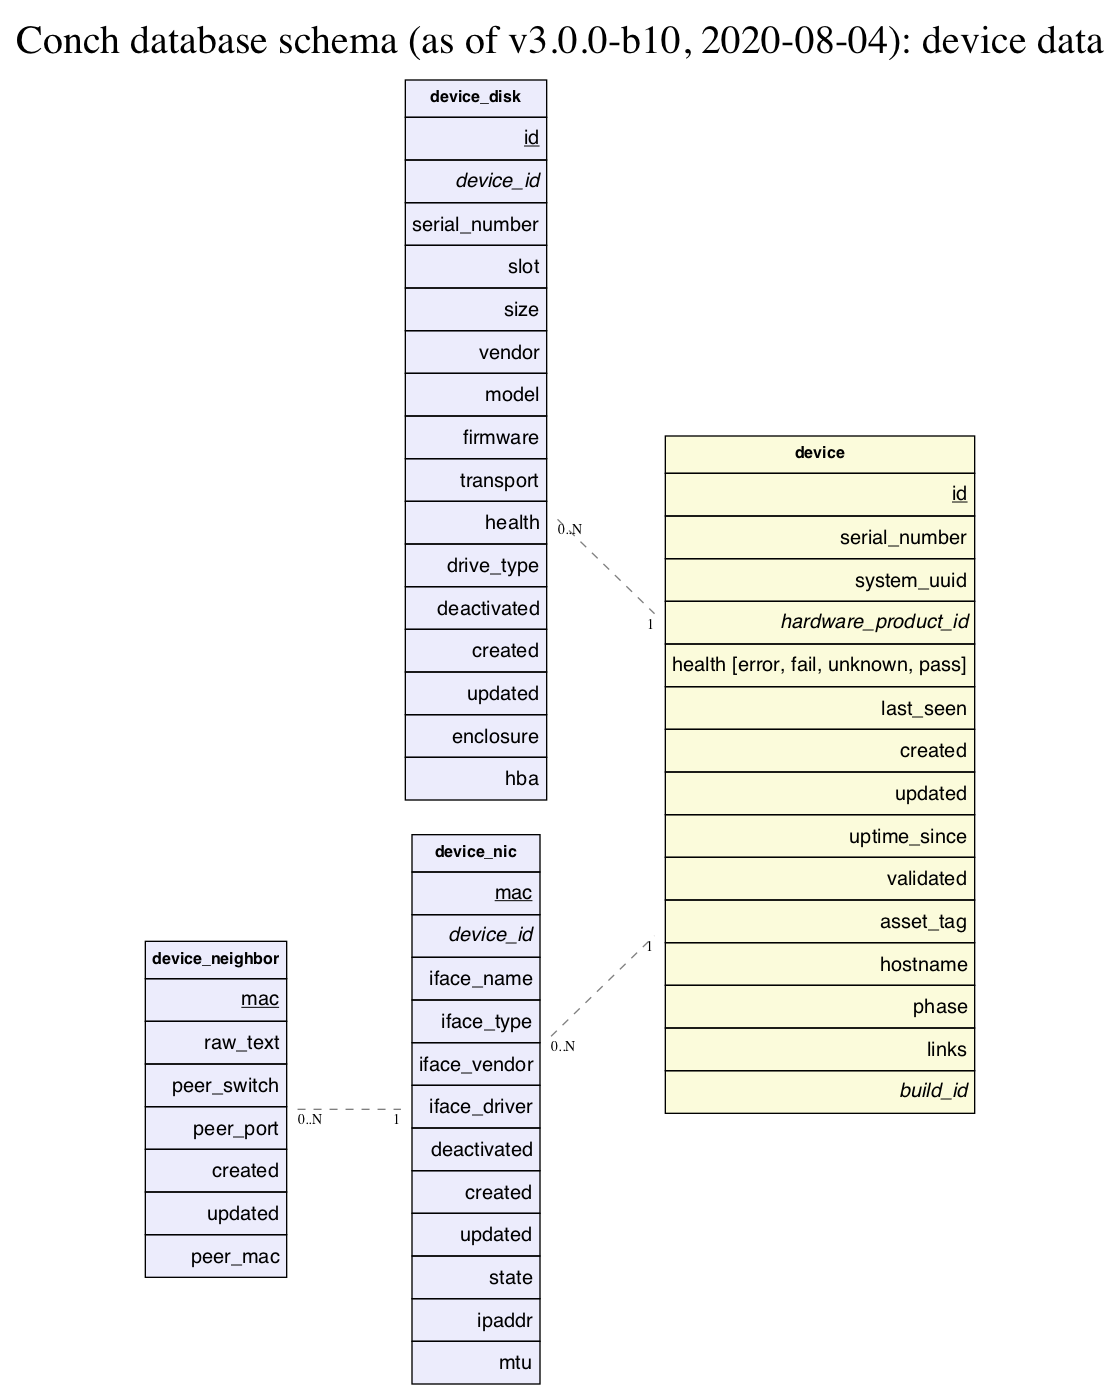 Conch database schema (as of v3.0.0-b10, 2020-08-04): device data
device_disk
id
device_id
serial_number
slot
size
vendor
model
firmware
transport
health
drive_type
deactivated
created
updated
enclosure
hba
0..N
1
device
id
serial_number
system_uuid
hardware_product_id
health [error, fail, unknown, pass]
last_seen
created
updated
uptime_since
validated
asset_tag
hostname
phase
links
build_id
1
0..N
device_nic
mac
device_id
iface_name
iface_type
iface_vendor
iface_driver
deactivated
created
updated
state
ipaddr
mtu
device_neighbor
mac
raw_text
peer_switch
peer_port
created
updated
peer_mac
0..N
1